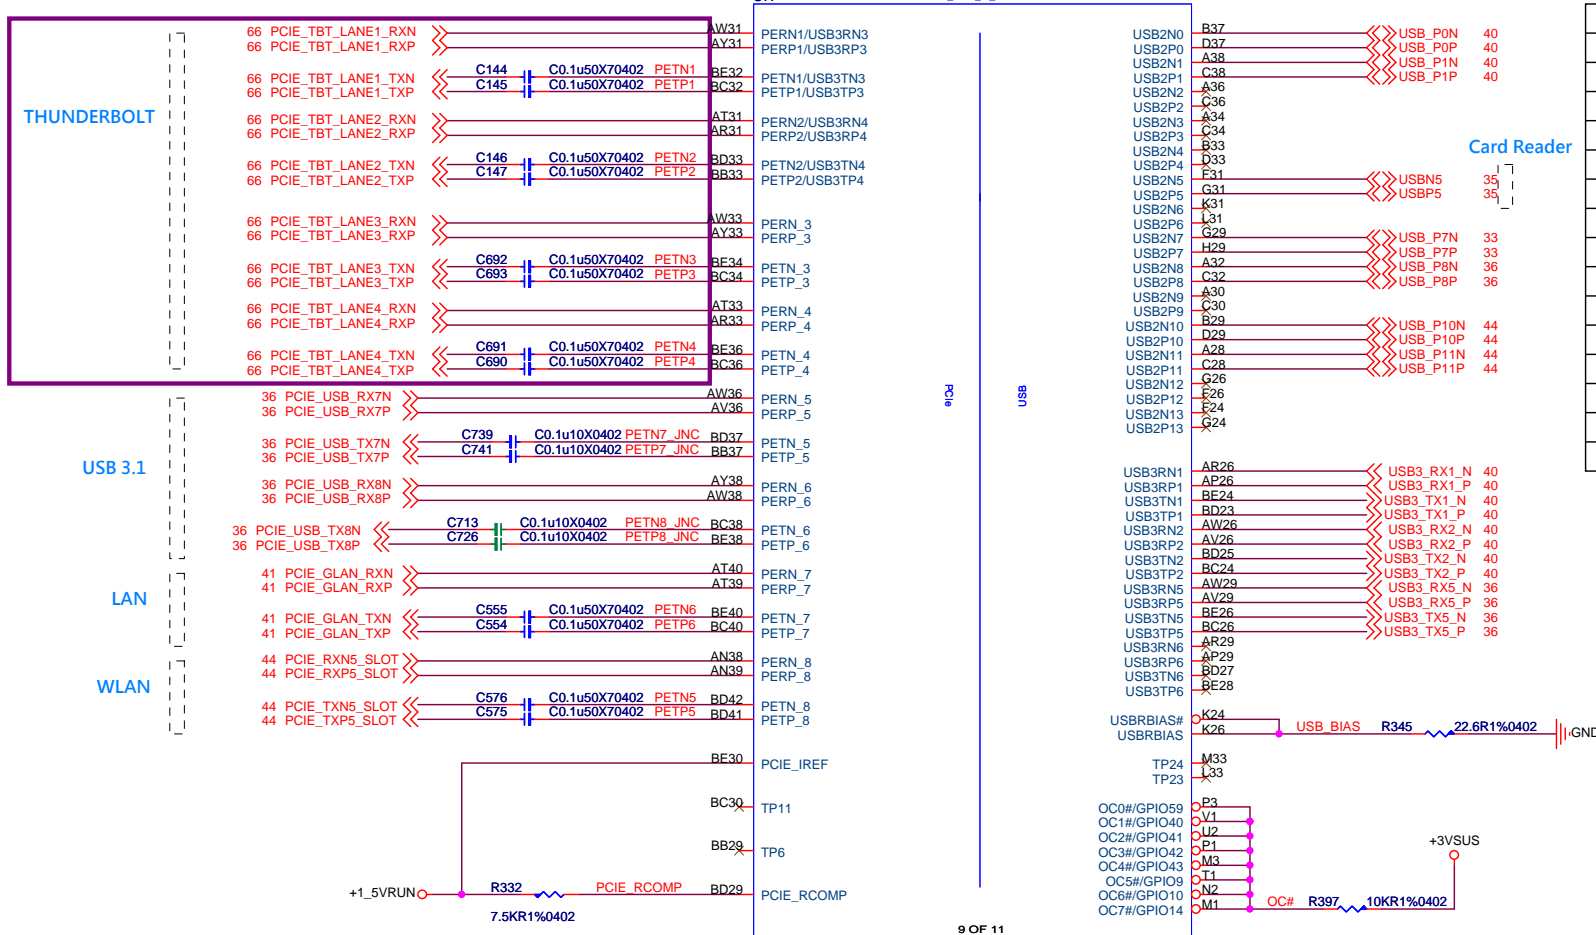 THUNDERBOLT
66 PCIE_TBT_LANE1_RXN AW31 PERN1/USB3RN3
66 PCIE_TBT_LANE1_RXP AY31 PERP1/USB3RP3
66 PCIE_TBT_LANE1_TXN C144 C0.1u50X70402 PETN1 BE32 PETN1/USB3TN3
66 PCIE_TBT_LANE1_TXP C145 C0.1u50X70402 PETP1 BC32 PETP1/USB3TP3
66 PCIE_TBT_LANE2_RXN AT31 PERN2/USB3RN4
66 PCIE_TBT_LANE2_RXP AR31 PERP2/USB3RP4
66 PCIE_TBT_LANE2_TXN C146 C0.1u50X70402 PETN2 BD33 PETN2/USB3TN4
66 PCIE_TBT_LANE2_TXP C147 C0.1u50X70402 PETP2 BB33 PETP2/USB3TP4
66 PCIE_TBT_LANE3_RXN AW33 PERN_3
66 PCIE_TBT_LANE3_RXP AY33 PERP_3
66 PCIE_TBT_LANE3_TXN C692 C0.1u50X70402 PETN3 BE34 PETN_3
66 PCIE_TBT_LANE3_TXP C693 C0.1u50X70402 PETP3 BC34 PETP_3
66 PCIE_TBT_LANE4_RXN AT33 PERN_4
66 PCIE_TBT_LANE4_RXP AR33 PERP_4
66 PCIE_TBT_LANE4_TXN C691 C0.1u50X70402 PETN4 BE36 PETN_4
66 PCIE_TBT_LANE4_TXP C690 C0.1u50X70402 PETP4 BC36 PETP_4
USB 3.1
36 PCIE_USB_RX7N AW36 PERN_5
36 PCIE_USB_RX7P AV36 PERP_5
36 PCIE_USB_TX7N C739 C0.1u10X0402 PETN7_JNC BD37 PETN_5
36 PCIE_USB_TX7P C741 C0.1u10X0402 PETP7_JNC BB37 PETP_5
36 PCIE_USB_RX8N AY38 PERN_6
36 PCIE_USB_RX8P AW38 PERP_6
36 PCIE_USB_TX8N C713 C0.1u10X0402 PETN8_JNC BC38 PETN_6
36 PCIE_USB_TX8P C726 C0.1u10X0402 PETP8_JNC BE38 PETP_6
LAN
41 PCIE_GLAN_RXN AT40 PERN_7
41 PCIE_GLAN_RXP AT39 PERP_7
41 PCIE_GLAN_TXN C555 C0.1u50X70402 PETN6 BE40 PETN_7
41 PCIE_GLAN_TXP C554 C0.1u50X70402 PETP6 BC40 PETP_7
WLAN
44 PCIE_RXN5_SLOT AN38 PERN_8
44 PCIE_RXP5_SLOT AN39 PERP_8
44 PCIE_TXN5_SLOT C576 C0.1u50X70402 PETN5 BD42 PETN_8
44 PCIE_TXP5_SLOT C575 C0.1u50X70402 PETP5 BD41 PETP_8
BE30 PCIE_IREF
BC30 TP11
BB29 TP6
+1_5VRUN R332 PCIE_RCOMP BD29 PCIE_RCOMP
7.5KR1%0402
PCIe
USB
USB2N0 B37 USB_P0N 40
USB2P0 D37 USB_P0P 40
USB2N1 A38 USB_P1N 40
USB2P1 C38 USB_P1P 40
USB2N2 A36
USB2P2 C36
USB2N3 A34
USB2P3 C34
USB2N4 B33
USB2P4 D33
Card Reader
USB2N5 F31 USBN5 35
USB2P5 G31 USBP5 35
USB2N6 K31
USB2P6 L31
USB2N7 G29 USB_P7N 33
USB2P7 H29 USB_P7P 33
USB2N8 A32 USB_P8N 36
USB2P8 C32 USB_P8P 36
USB2N9 A30
USB2P9 C30
USB2N10 B29 USB_P10N 44
USB2P10 D29 USB_P10P 44
USB2N11 A28 USB_P11N 44
USB2P11 C28 USB_P11P 44
USB2N12 G26
USB2P12 F26
USB2N13 F24
USB2P13 G24
USB3RN1 AR26 USB3_RX1_N 40
USB3RP1 AP26 USB3_RX1_P 40
USB3TN1 BE24 USB3_TX1_N 40
USB3TP1 BD23 USB3_TX1_P 40
USB3RN2 AW26 USB3_RX2_N 40
USB3RP2 AV26 USB3_RX2_P 40
USB3TN2 BD25 USB3_TX2_N 40
USB3TP2 BC24 USB3_TX2_P 40
USB3RN5 AW29 USB3_RX5_N 36
USB3RP5 AV29 USB3_RX5_P 36
USB3TN5 BE26 USB3_TX5_N 36
USB3TP5 BC26 USB3_TX5_P 36
USB3RN6 AR29
USB3RP6 AP29
USB3TN6 BD27
USB3TP6 BE28
USBRBIAS# K24
USBRBIAS K26 USB_BIAS R345 22.6R1%0402 GND
TP24 M33
TP23 L33
OC0#/GPIO59 P3
OC1#/GPIO40 V1
OC2#/GPIO41 U2
OC3#/GPIO42 P1
OC4#/GPIO43 M3
OC5#/GPIO9 T1
OC6#/GPIO10 N2
OC7#/GPIO14 M1 OC# R397 10KR1%0402
+3VSUS
9 OF 11